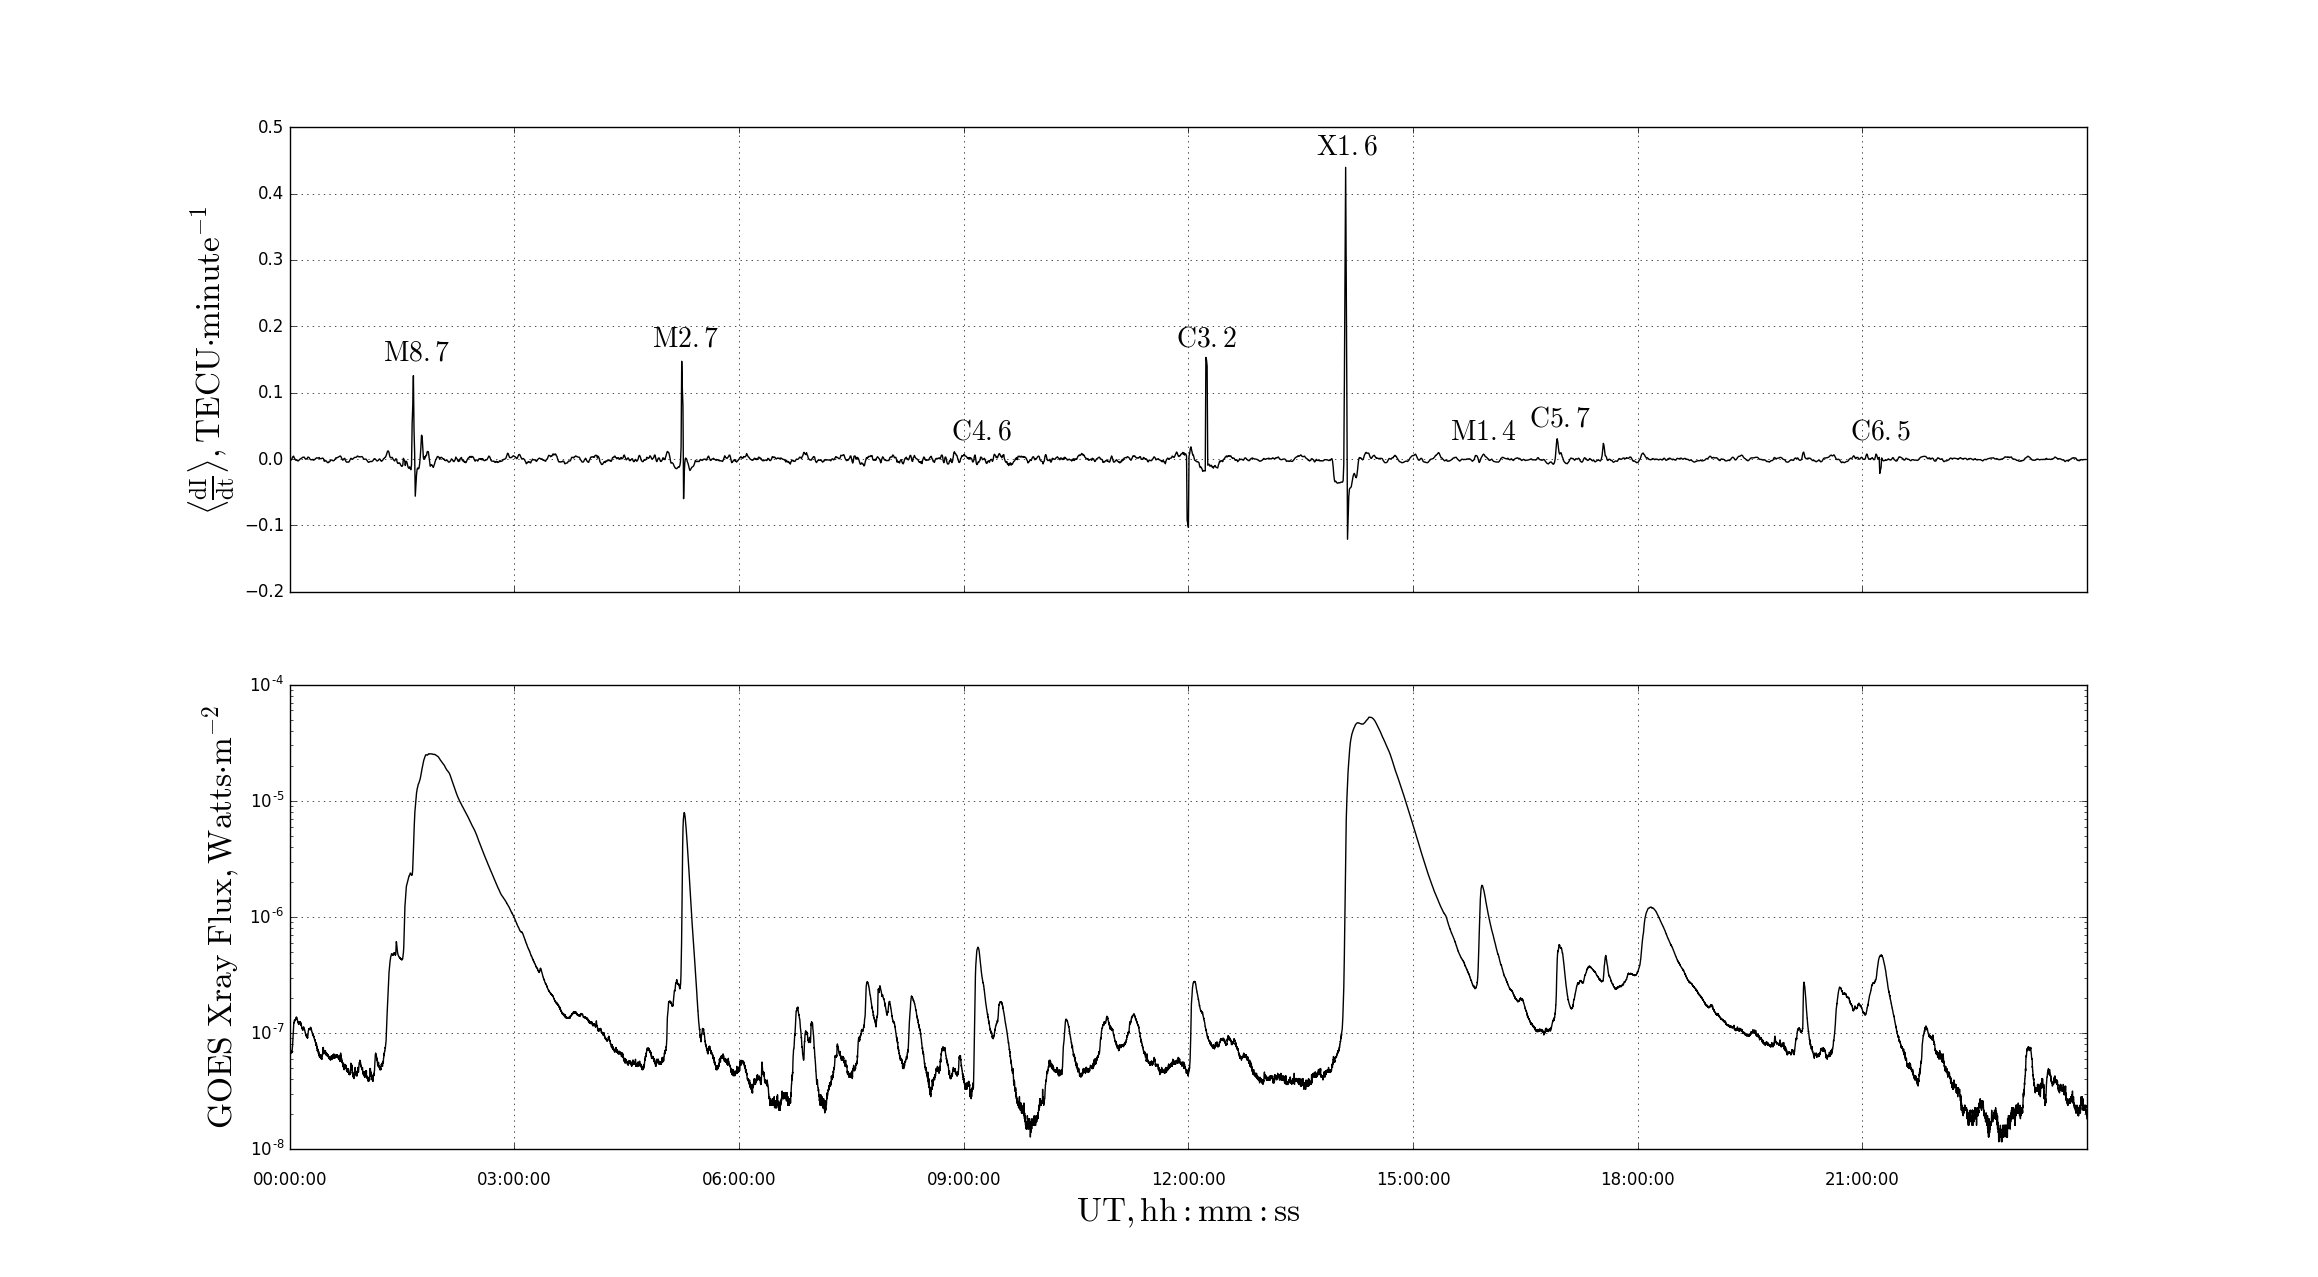 0.5
X1.6
0.4
0.3
0.2
M8.7 M2.7 C3.2
0.1
C4.6 M1.4 C5.7 C6.5
0.0
−0.1
−0.2
⟨dI/dt⟩, TECU·minute⁻¹
10⁻⁴
10⁻⁵
10⁻⁶
10⁻⁷
10⁻⁸
GOES Xray Flux, Watts·m⁻²
00:00:00 03:00:00 06:00:00 09:00:00 12:00:00 15:00:00 18:00:00 21:00:00
UT, hh : mm : ss